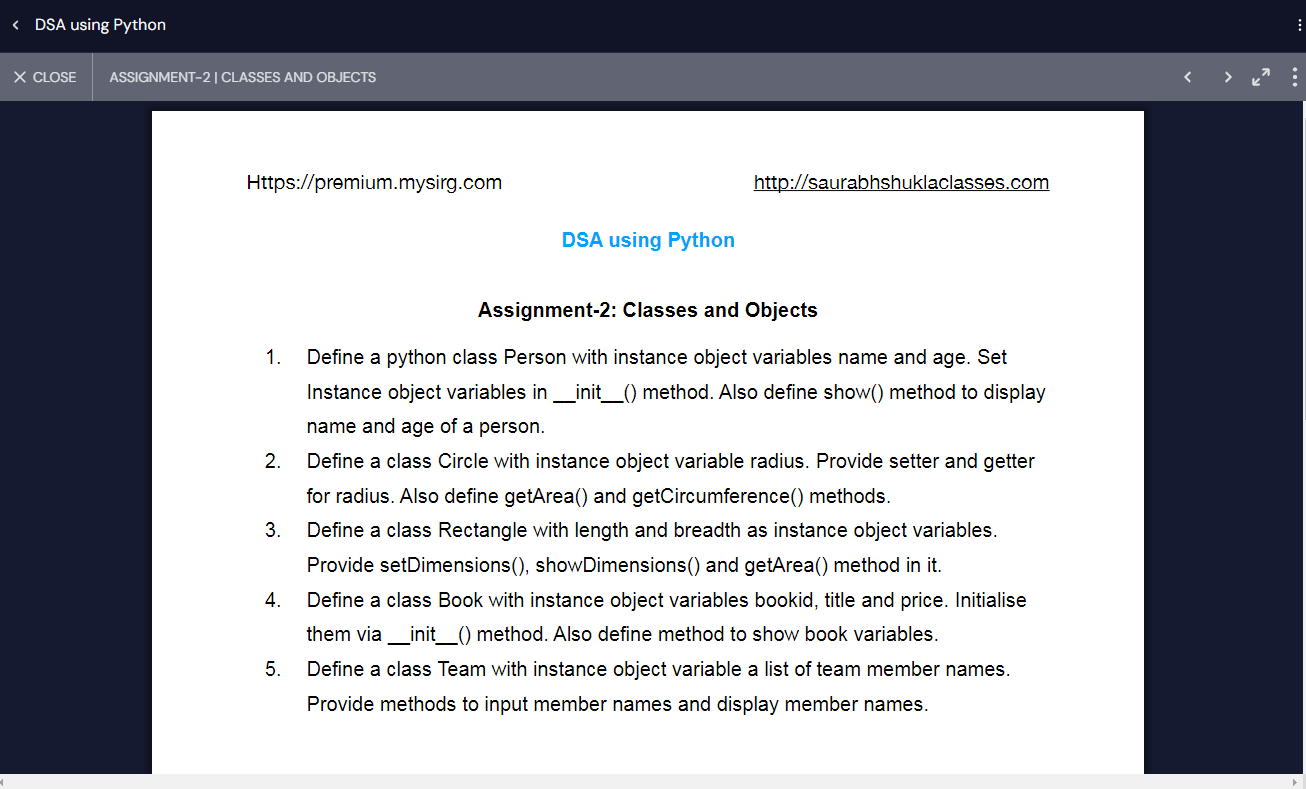 DSA using Python
CLOSE
ASSIGNMENT-2 | CLASSES AND OBJECTS
Https://premium.mysirg.com
http://saurabhshuklaclasses.com
DSA using Python
Assignment-2: Classes and Objects
1. Define a python class Person with instance object variables name and age. Set
Instance object variables in __init__() method. Also define show() method to display
name and age of a person.
2. Define a class Circle with instance object variable radius. Provide setter and getter
for radius. Also define getArea() and getCircumference() methods.
3. Define a class Rectangle with length and breadth as instance object variables.
Provide setDimensions(), showDimensions() and getArea() method in it.
4. Define a class Book with instance object variables bookid, title and price. Initialise
them via __init__() method. Also define method to show book variables.
5. Define a class Team with instance object variable a list of team member names.
Provide methods to input member names and display member names.